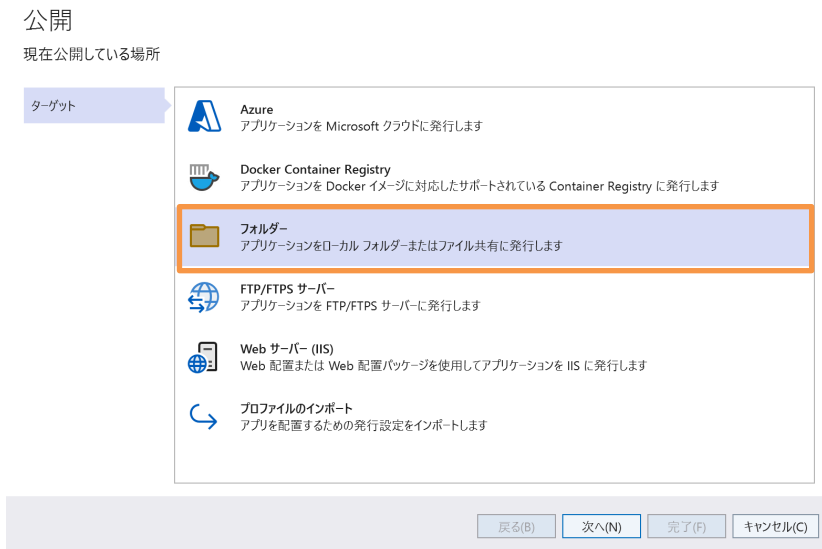 公開
現在公開している場所
ターゲット
Azure
アプリケーションを Microsoft クラウドに発行します
Docker Container Registry
アプリケーションを Docker イメージに対応したサポートされている Container Registry に発行します
フォルダー
アプリケーションをローカル フォルダーまたはファイル共有に発行します
FTP/FTPS サーバー
アプリケーションを FTP/FTPS サーバーに発行します
Web サーバー (IIS)
Web 配置または Web 配置パッケージを使用してアプリケーションを IIS に発行します
プロファイルのインポート
アプリを配置するための発行設定をインポートします
戻る(B)
次へ(N)
完了(F)
キャンセル(C)